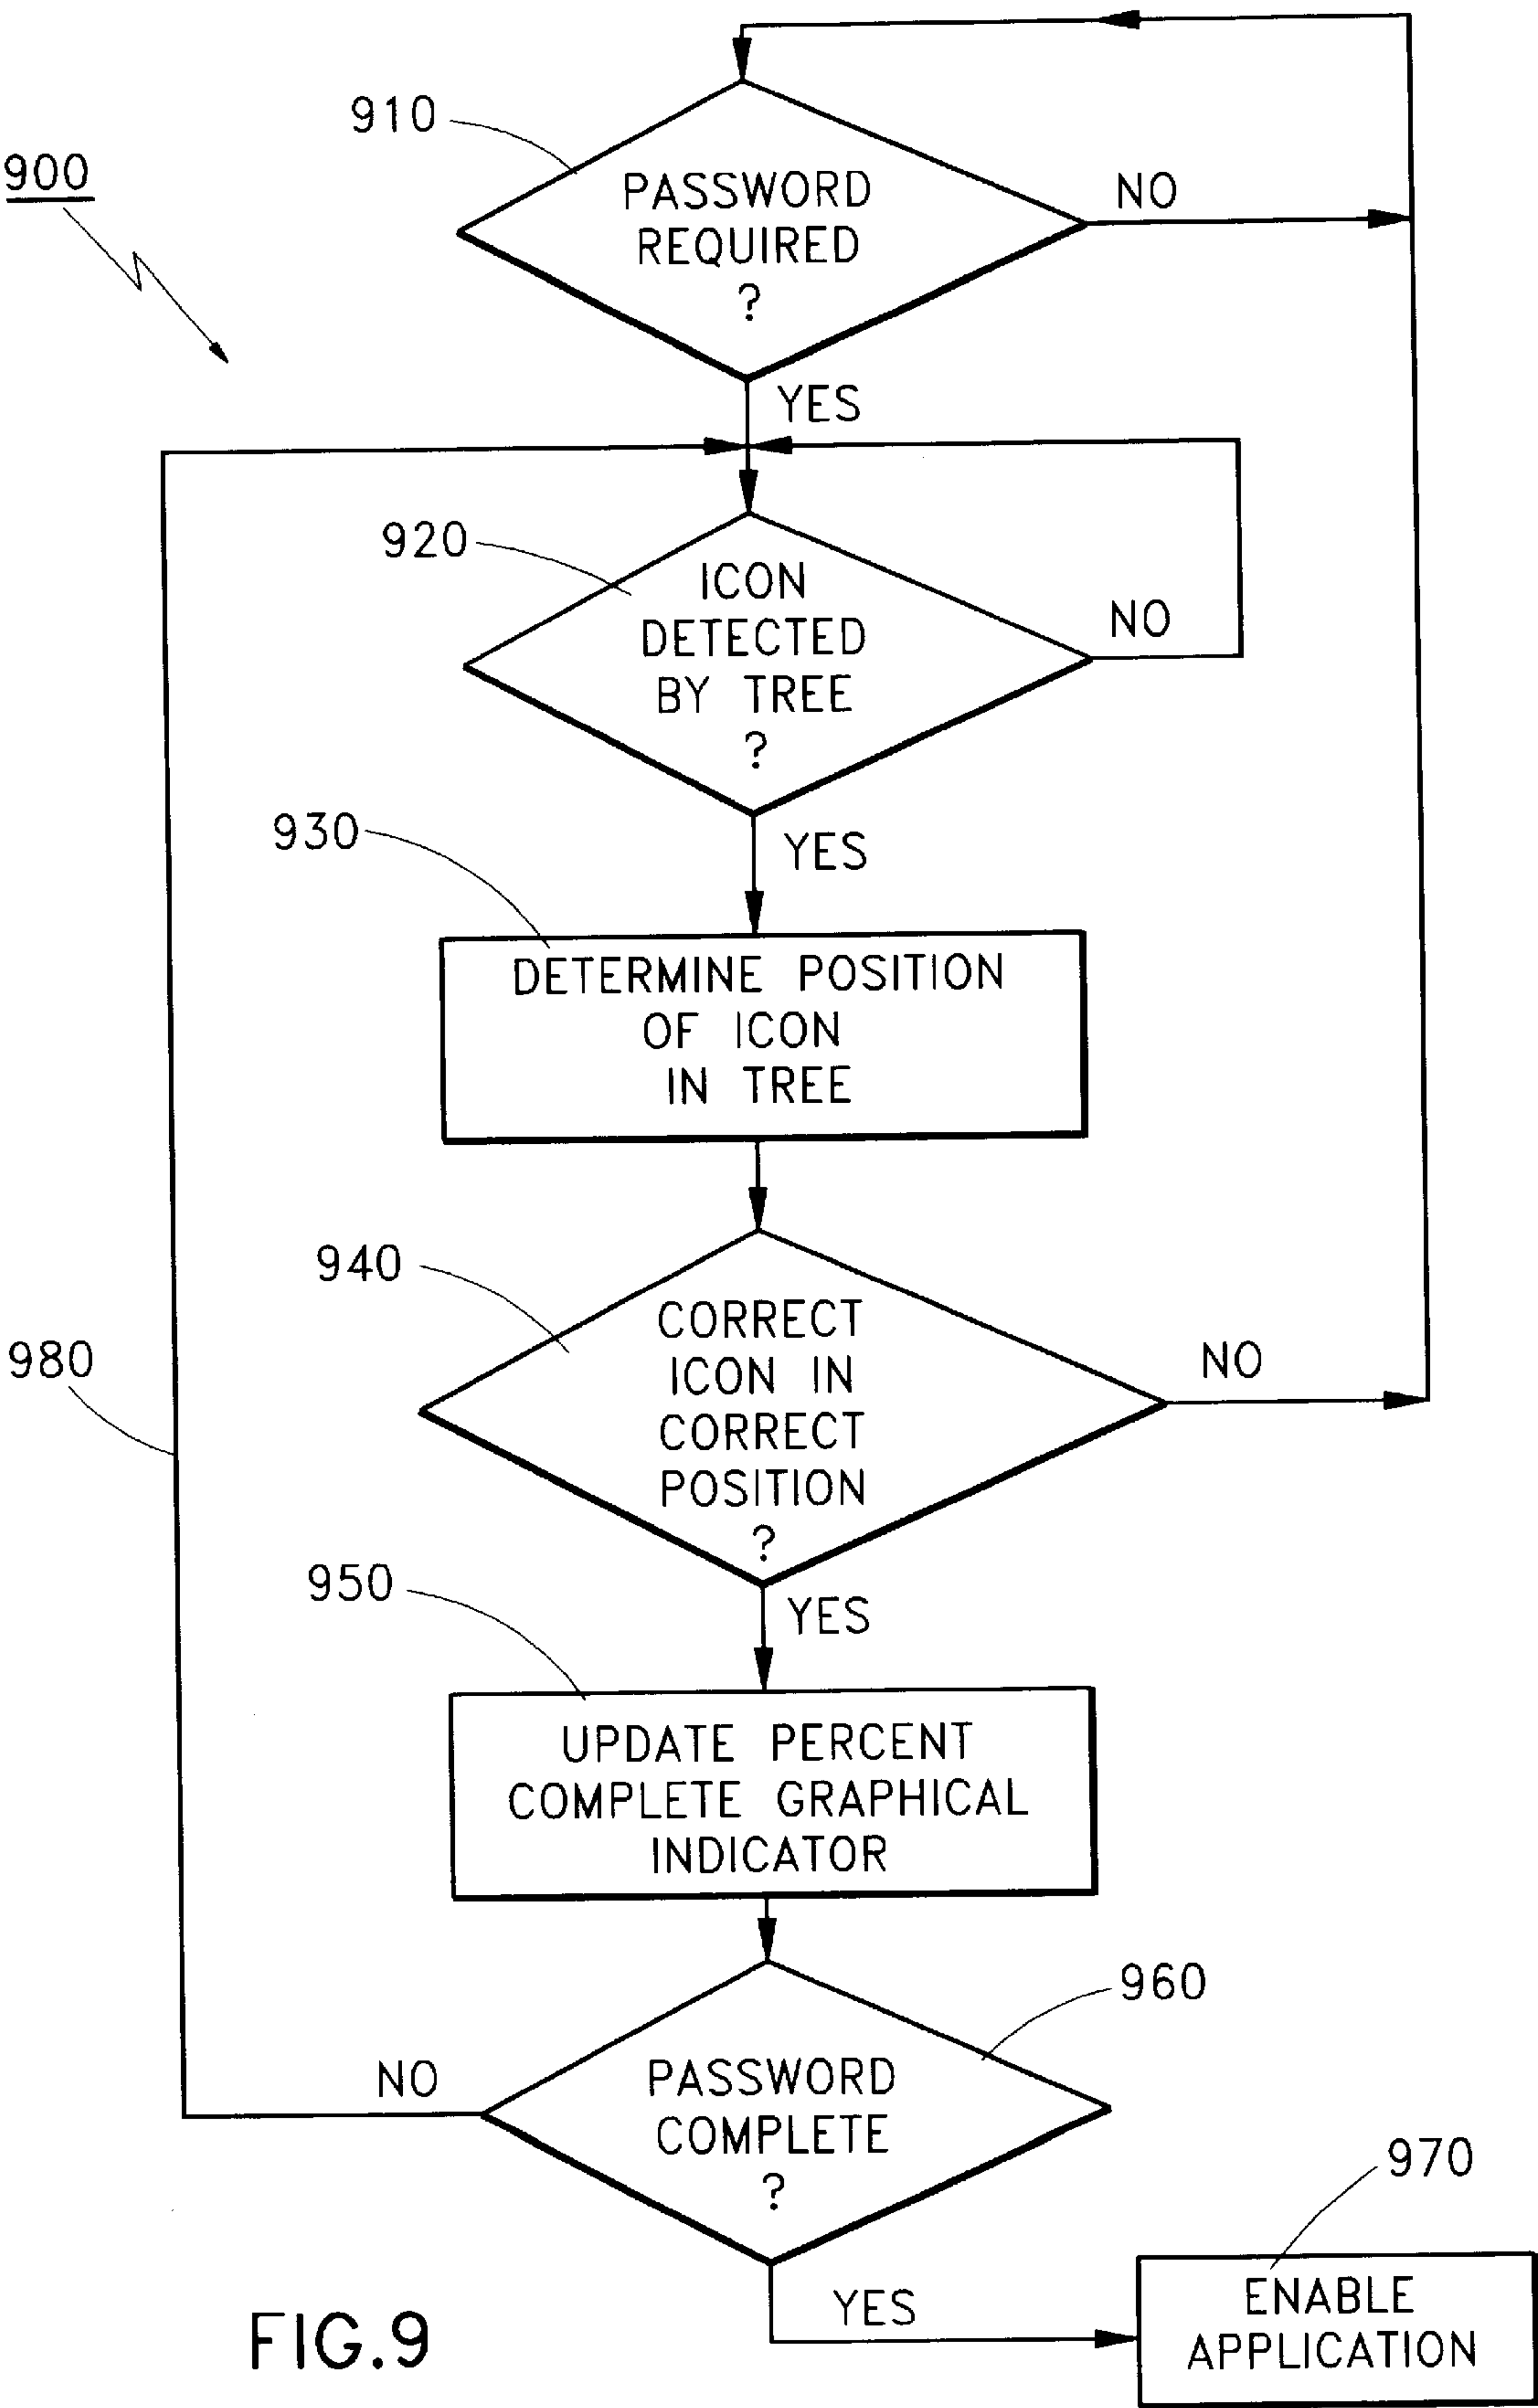 900
910
PASSWORD
REQUIRED
?
NO
YES
920
ICON
DETECTED
BY TREE
?
NO
YES
930
DETERMINE POSITION
OF ICON
IN TREE
940
CORRECT
ICON IN
CORRECT
POSITION
?
NO
980
YES
950
UPDATE PERCENT
COMPLETE GRAPHICAL
INDICATOR
960
PASSWORD
COMPLETE
?
NO
YES
970
ENABLE
APPLICATION
FIG.9